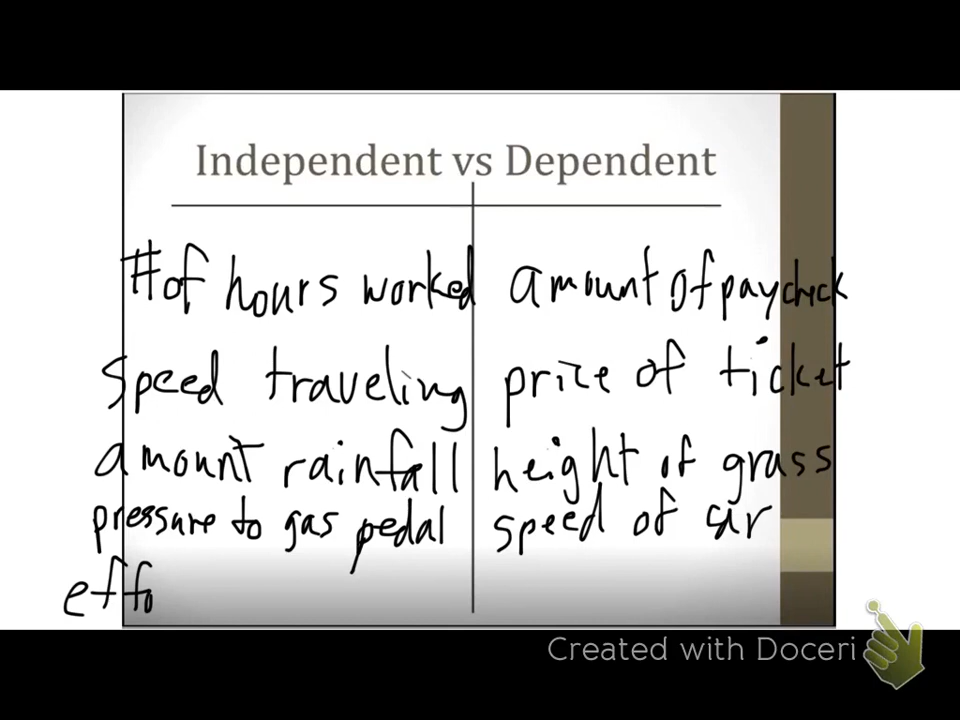 Independent vs Dependent
#of hours worked amount of paycheck
speed traveling price of ticket
amount rainfall height of grass
pressure to gas pedal speed of car
effo
Created with Doceri